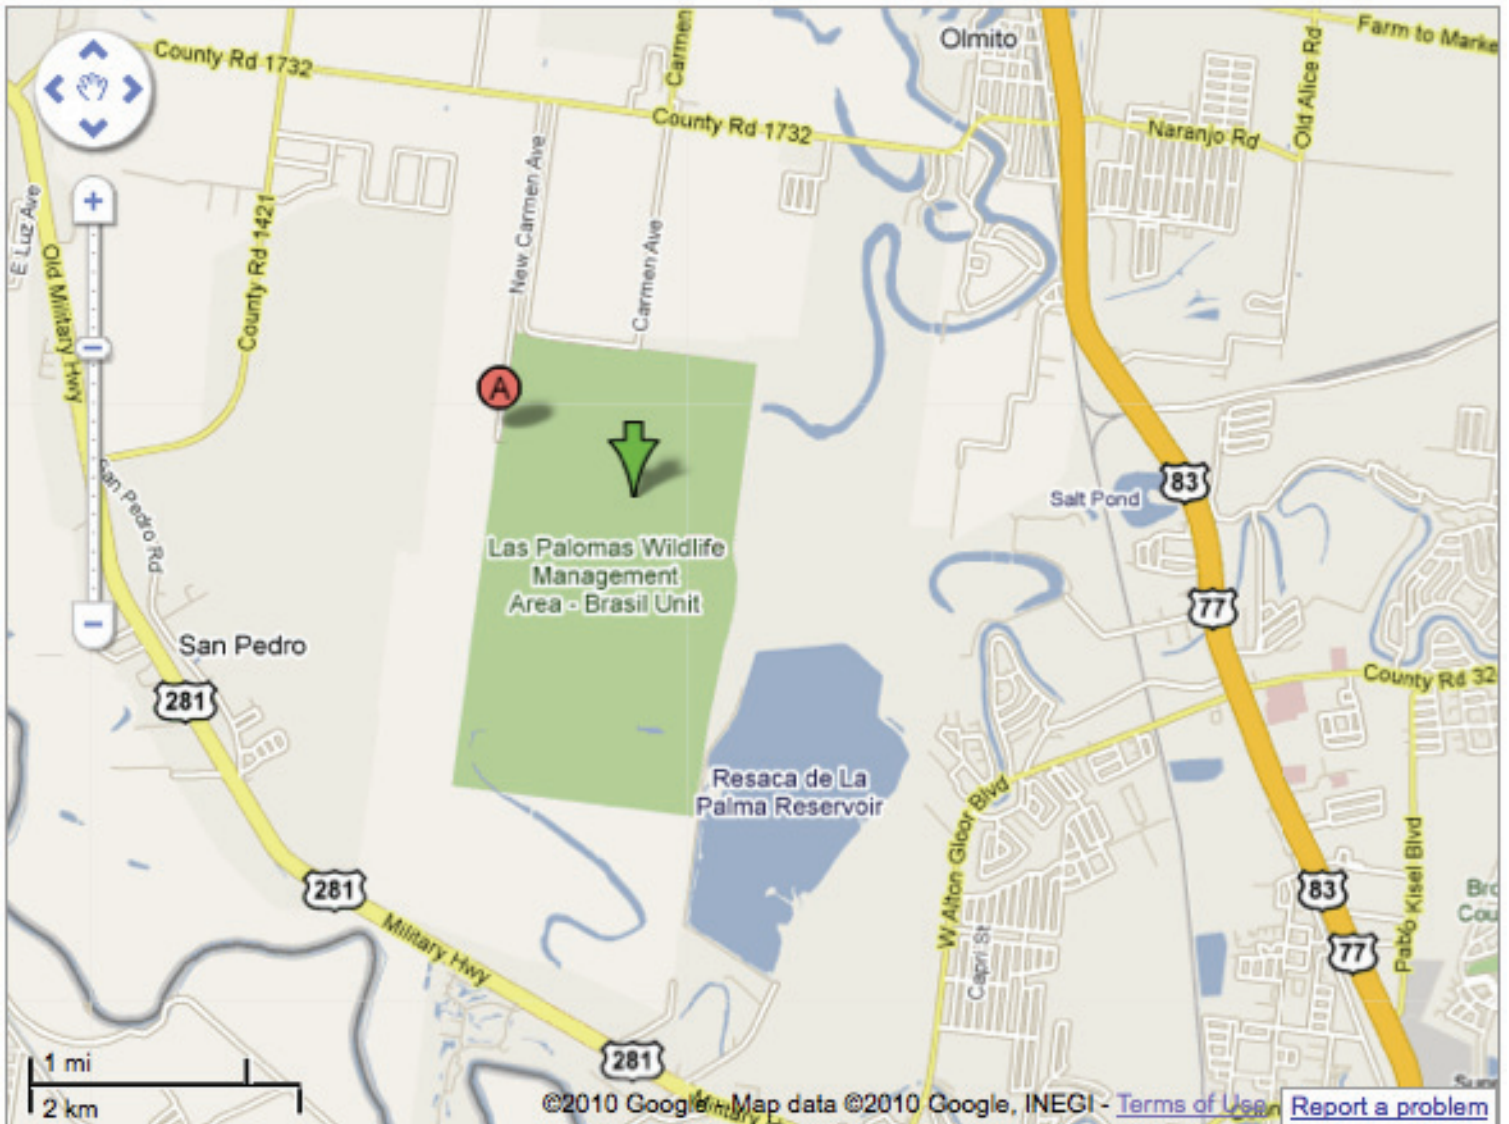 Olmito
Farm to Marke
County Rd 1732
Carmen
Old Alice Rd
County Rd 1732
Naranjo Rd
E Luz Ave
New Carmen Ave
County Rd 1421
Carmen Ave
Old Military Hwy
A
83
Salt Pond
San Pedro Rd
Las Palomas Wildlife
Management
Area - Brasil Unit
77
San Pedro
County Rd 32
281
Resaca de La
Palma Reservoir
W Alton Gloor Blvd
Pablo Kisel Blvd
281
83
Bro
Cou
Military Hwy
Capri St
77
281
1 mi
2 km
Military H
©2010 Google - Map data ©2010 Google, INEGI - Terms of Use
Report a problem